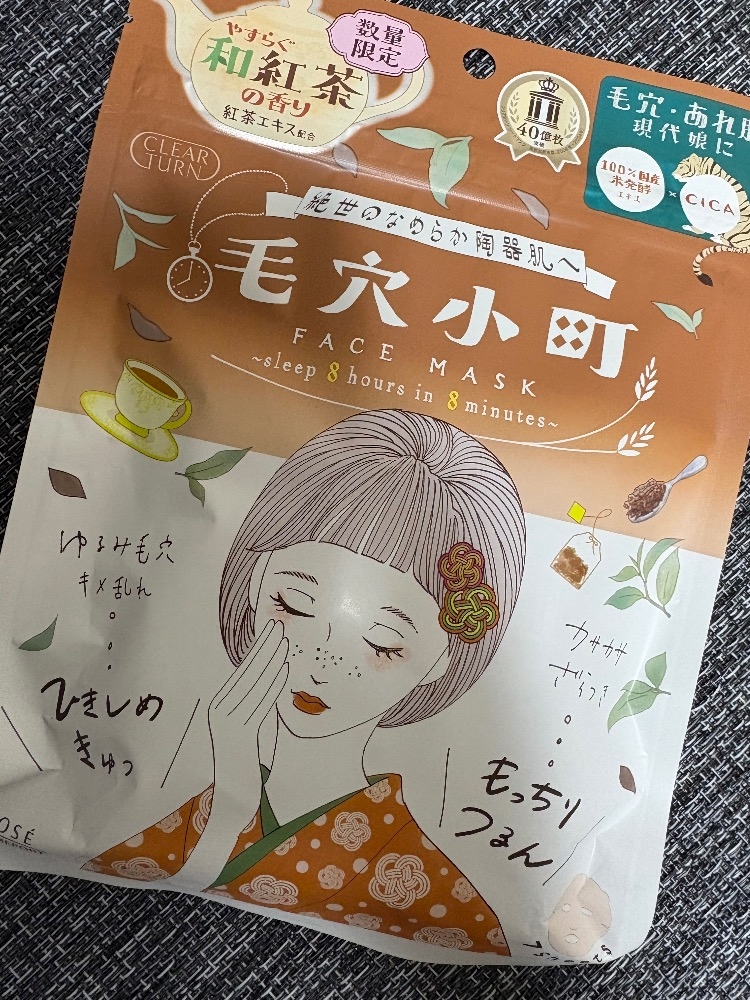 やすらぐ
和紅茶
の香り
紅茶エキス配合
数量
限定
40億枚
突破
毛穴・あれ肌
現代娘に
100%国産
米発酵
エキス
×
CICA
CLEAR
TURN
絶世のなめらか陶器肌へ
毛穴小町
FACE MASK
~sleep 8 hours in 8 minutes~
ゆるみ毛穴
キメ乱れ
ひきしめ
きゅっ
カサカサ
ざらつき
もっちり
つるん
OSÉ